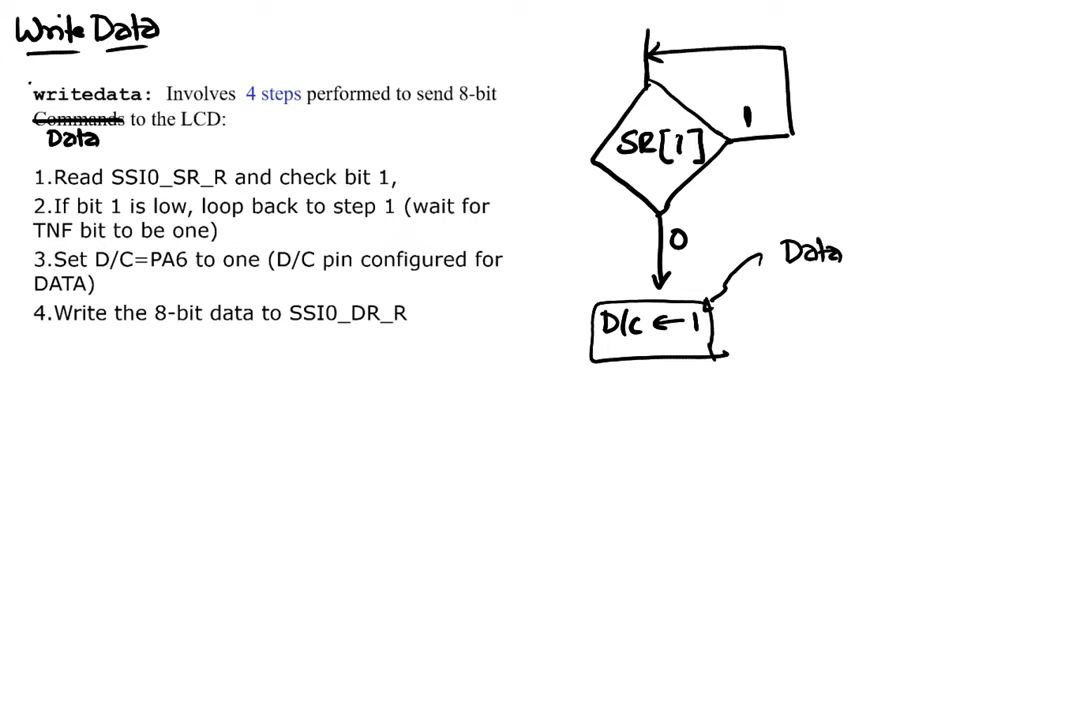 Write Data
writedata: Involves 4 steps performed to send 8-bit
Commands to the LCD:
Data
1.Read SSI0_SR_R and check bit 1,
2.If bit 1 is low, loop back to step 1 (wait for
TNF bit to be one)
3.Set D/C=PA6 to one (D/C pin configured for
DATA)
4.Write the 8-bit data to SSI0_DR_R
1
SR[1]
0
Data
D/C ← 1